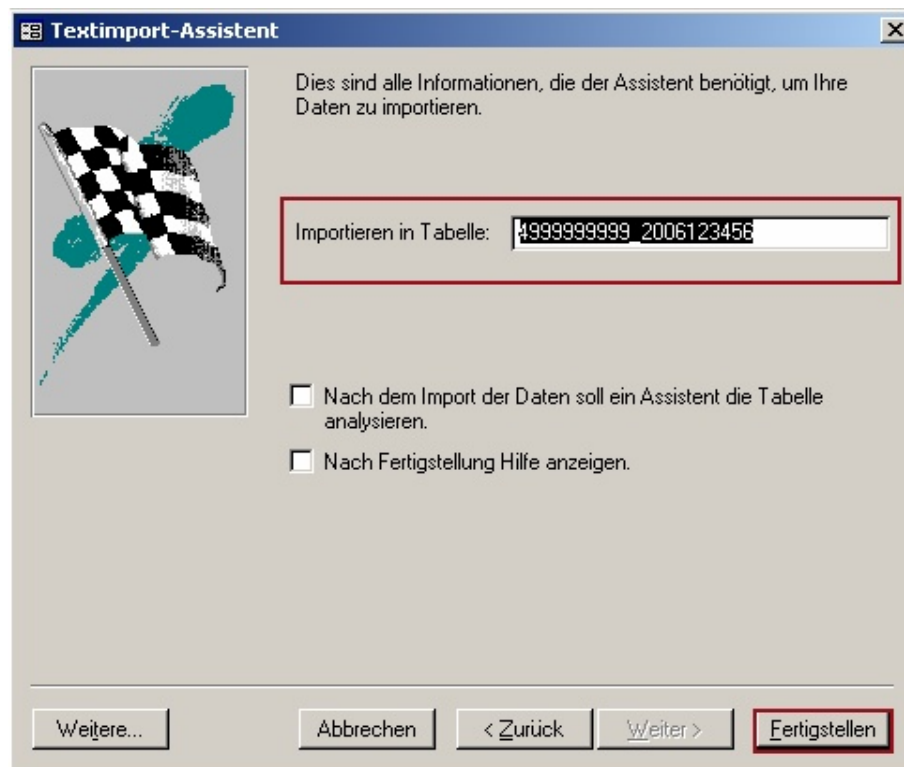 Textimport-Assistent
Dies sind alle Informationen, die der Assistent benötigt, um Ihre
Daten zu importieren.
Importieren in Tabelle: 4999999999_2006123456
Nach dem Import der Daten soll ein Assistent die Tabelle
analysieren.
Nach Fertigstellung Hilfe anzeigen.
Weitere... Abbrechen < Zurück Weiter > Fertigstellen